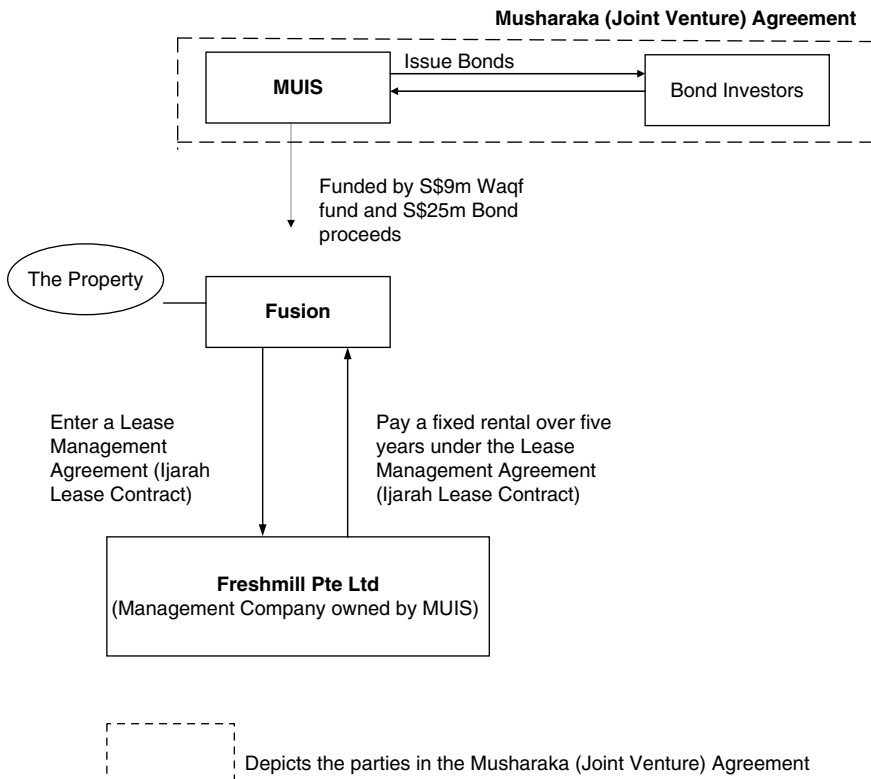 Musharaka (Joint Venture) Agreement
MUIS
Issue Bonds
Bond Investors
Funded by S$9m Waqf
fund and S$25m Bond
proceeds
The Property
Fusion
Enter a Lease
Management
Agreement (Ijarah
Lease Contract)
Pay a fixed rental over five
years under the Lease
Management Agreement
(Ijarah Lease Contract)
Freshmill Pte Ltd
(Management Company owned by MUIS)
Depicts the parties in the Musharaka (Joint Venture) Agreement